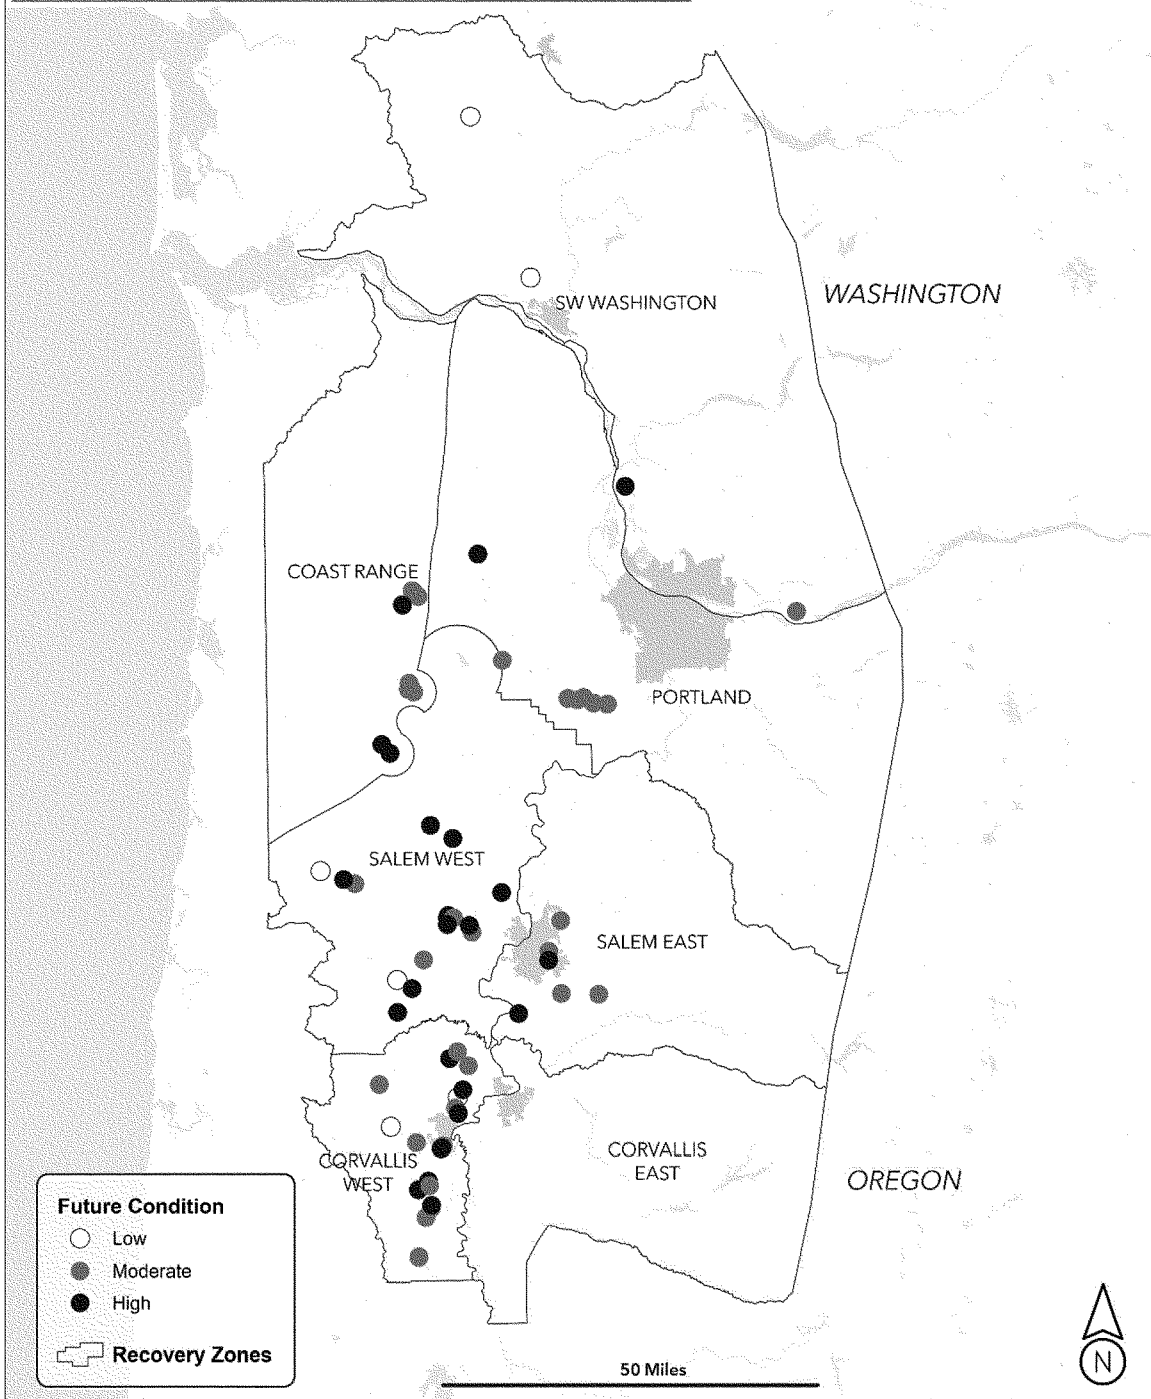 SW WASHINGTON
WASHINGTON
COAST RANGE
PORTLAND
SALEM WEST
SALEM EAST
CORVALLIS
WEST
CORVALLIS
EAST
OREGON
Future Condition
Low
Moderate
High
Recovery Zones
50 Miles
N